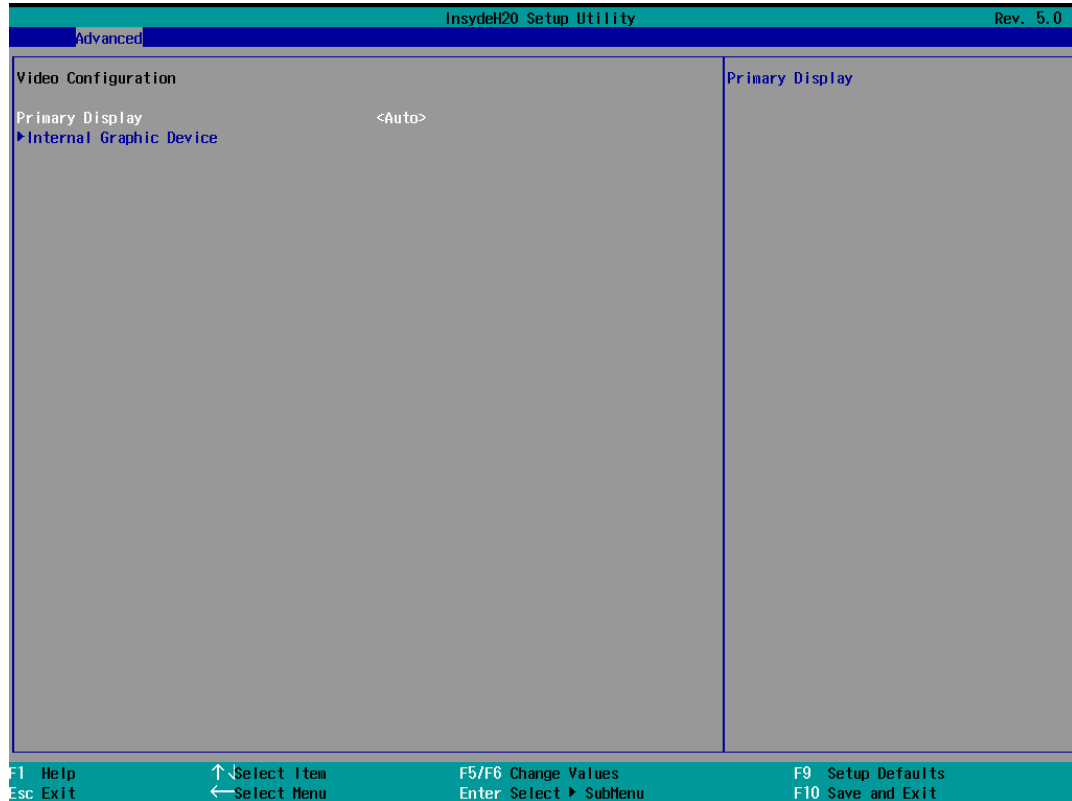 InsydeH20 Setup Utility Rev. 5.0
Advanced
Video Configuration
Primary Display <Auto>
▶Internal Graphic Device
Primary Display
F1 Help ↑↓Select Item F5/F6 Change Values F9 Setup Defaults
Esc Exit ←Select Menu Enter Select ▶ SubMenu F10 Save and Exit